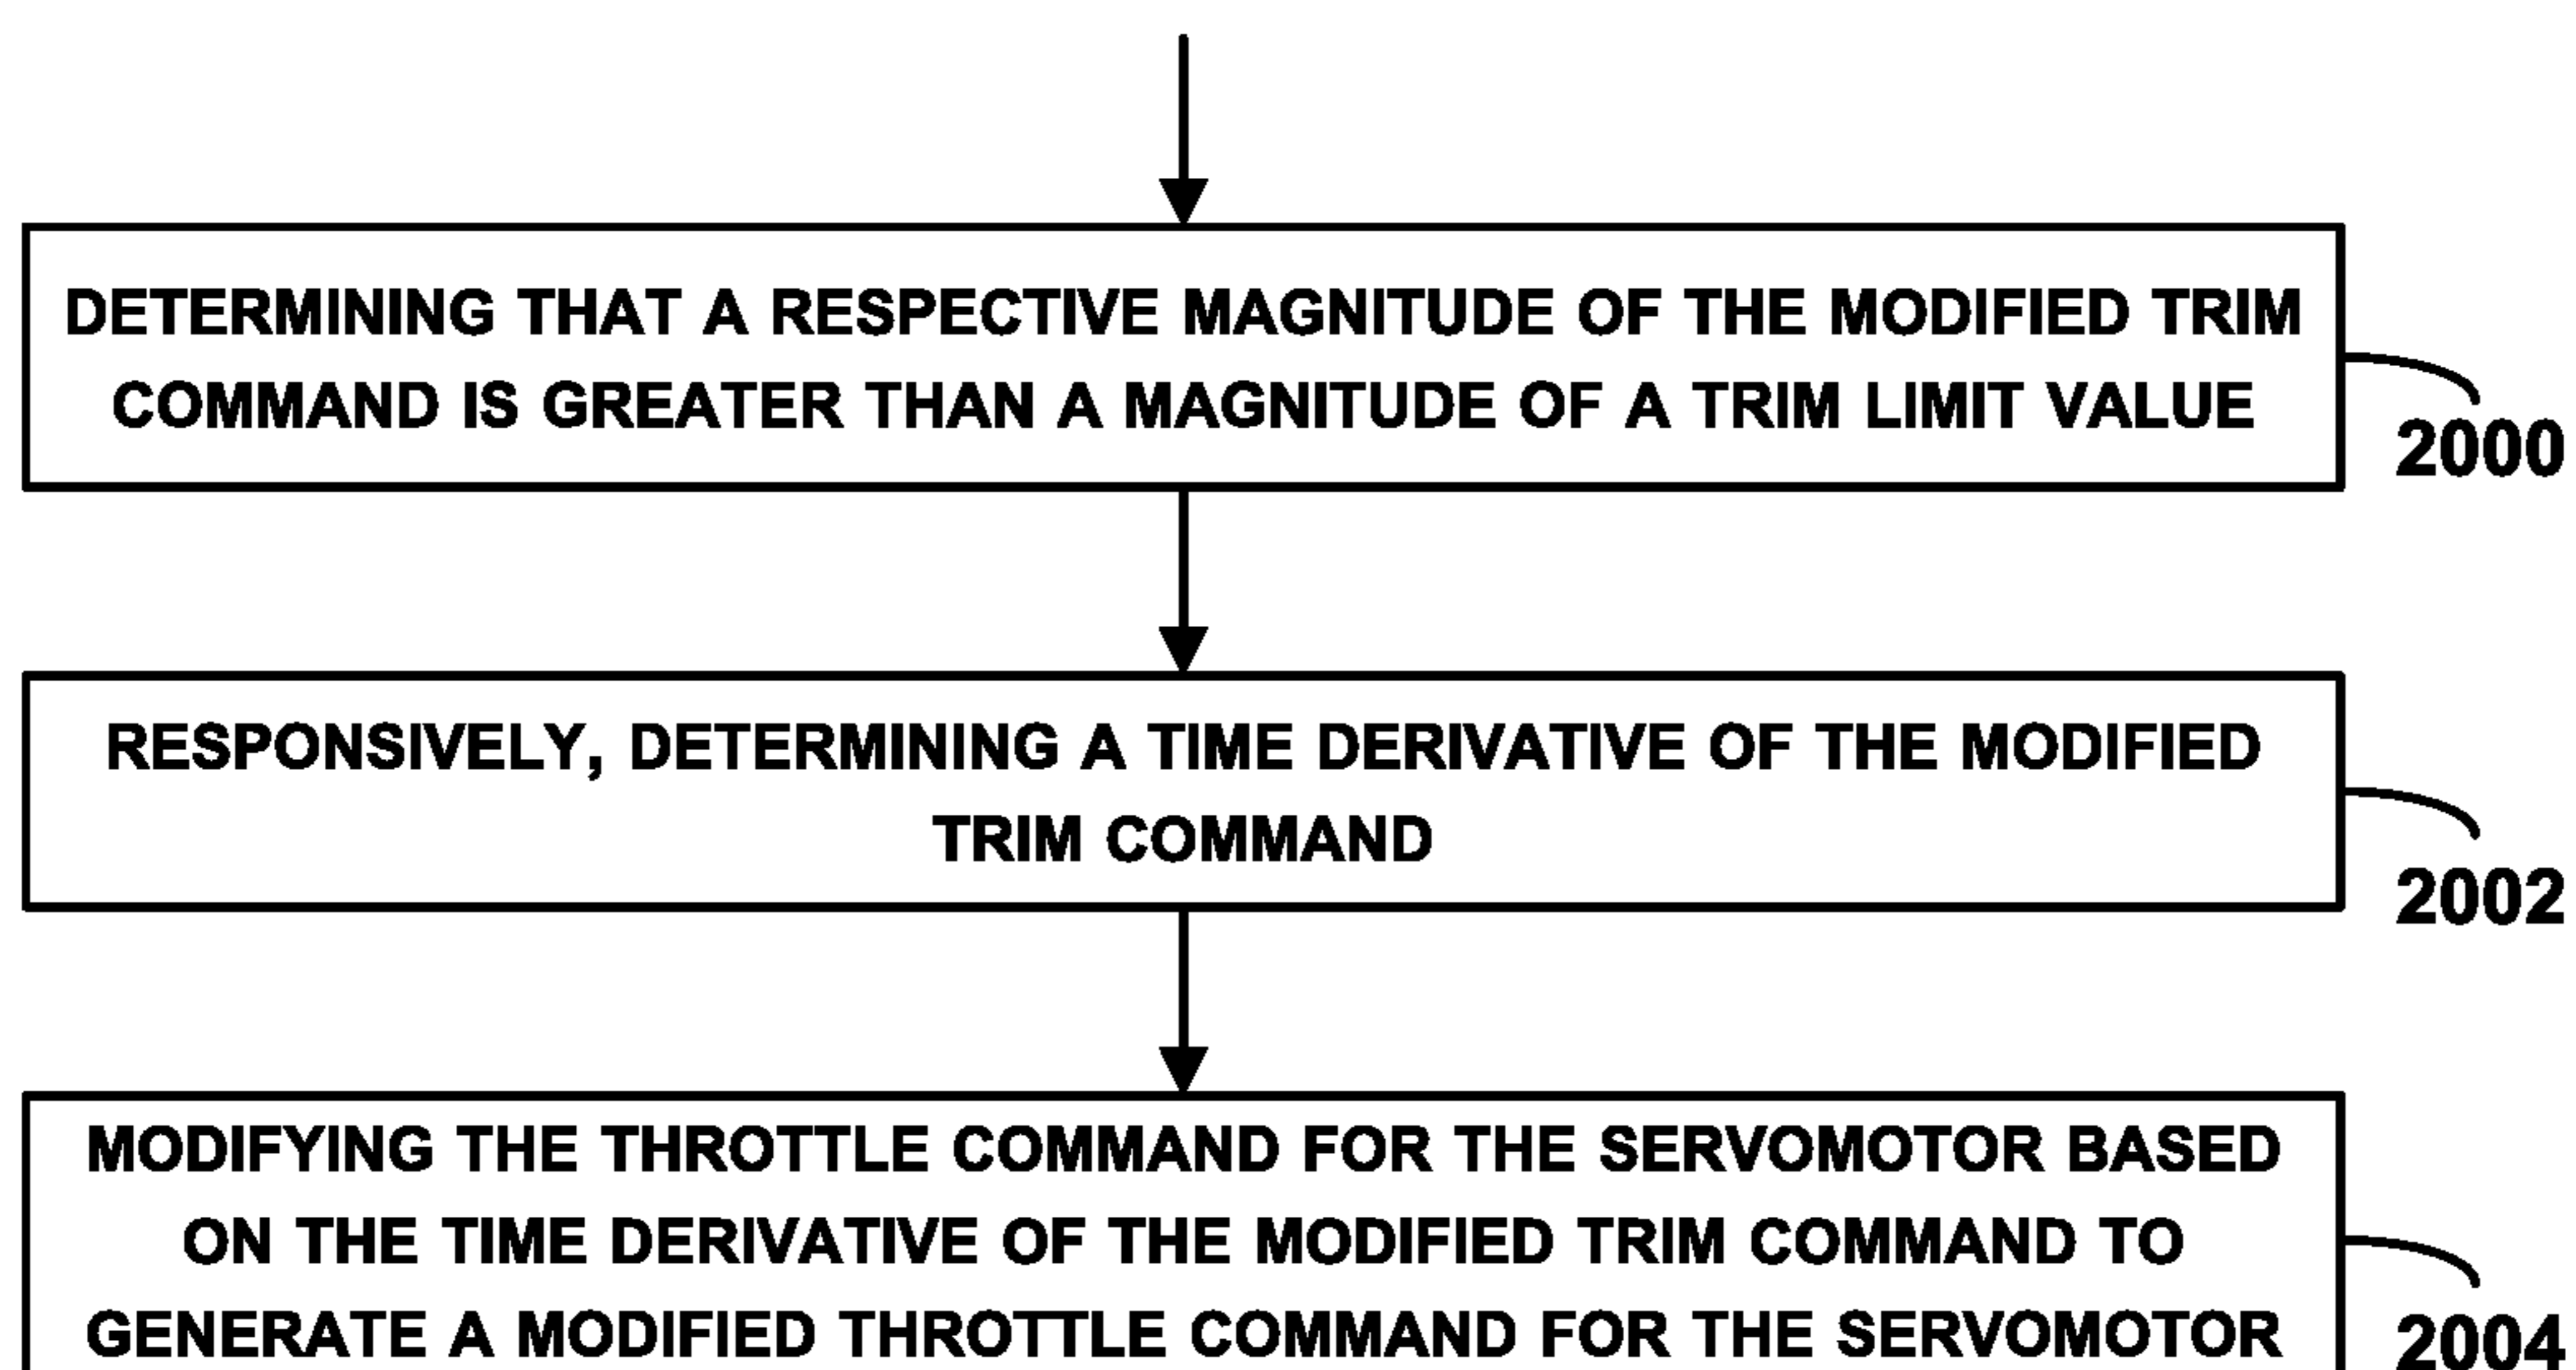 DETERMINING THAT A RESPECTIVE MAGNITUDE OF THE MODIFIED TRIM
COMMAND IS GREATER THAN A MAGNITUDE OF A TRIM LIMIT VALUE
2000
RESPONSIVELY, DETERMINING A TIME DERIVATIVE OF THE MODIFIED
TRIM COMMAND
2002
MODIFYING THE THROTTLE COMMAND FOR THE SERVOMOTOR BASED
ON THE TIME DERIVATIVE OF THE MODIFIED TRIM COMMAND TO
GENERATE A MODIFIED THROTTLE COMMAND FOR THE SERVOMOTOR
2004